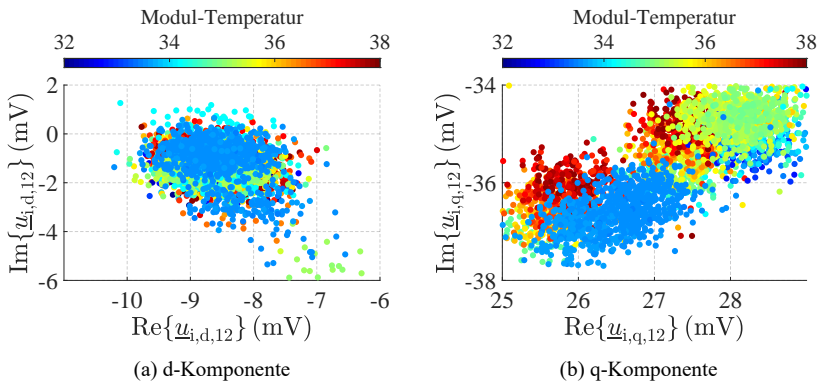 Modul-Temperatur
32 34 36 38
2
0
-2
-4
-6
Im{u_i,d,12} (mV)
-10 -9 -8 -7 -6
Re{u_i,d,12} (mV)
(a) d-Komponente
Modul-Temperatur
32 34 36 38
-34
-36
-38
Im{u_i,q,12} (mV)
25 26 27 28
Re{u_i,q,12} (mV)
(b) q-Komponente